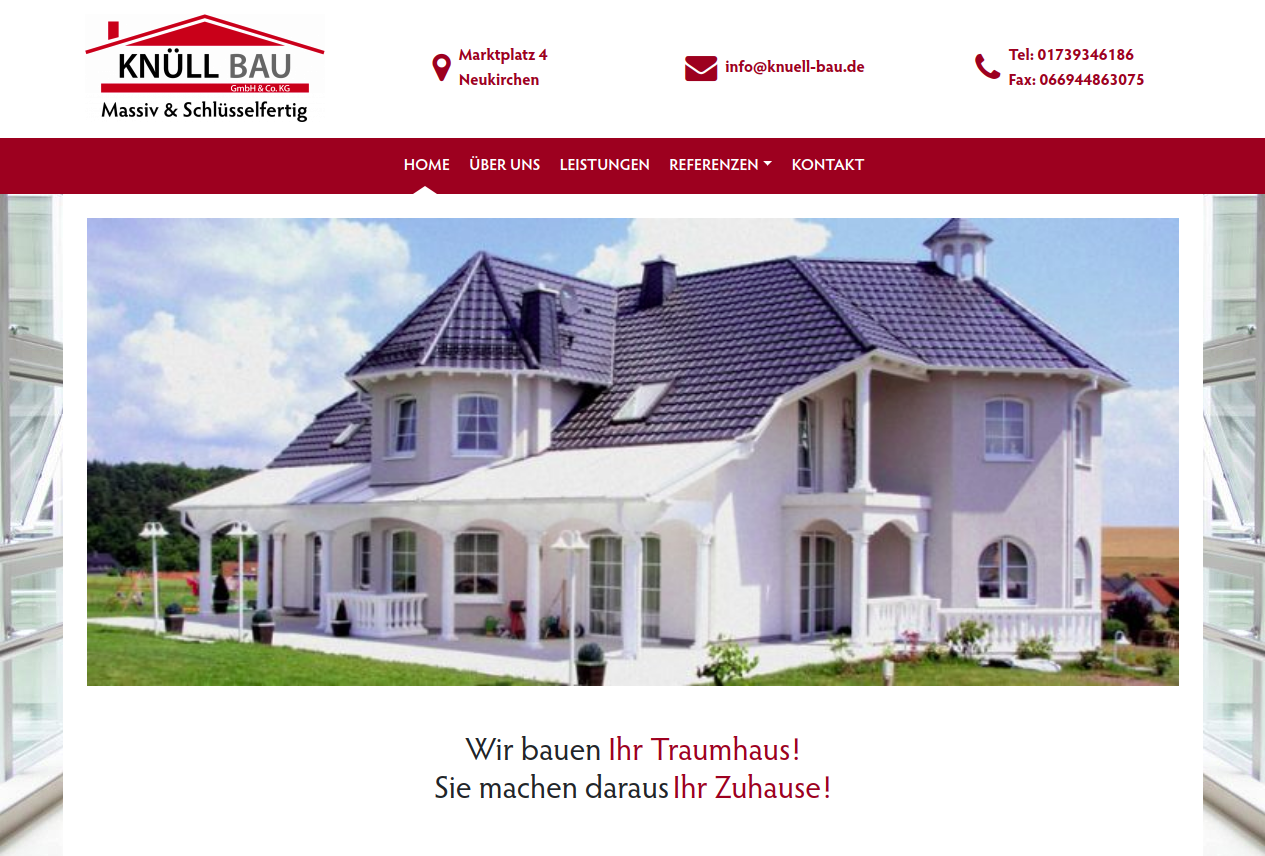 KNÜLL BAU
GmbH & Co. KG
Massiv & Schlüsselfertig
Marktplatz 4
Neukirchen
info@knuell-bau.de
Tel: 01739346186
Fax: 066944863075
HOME ÜBER UNS LEISTUNGEN REFERENZEN KONTAKT
Wir bauen Ihr Traumhaus!
Sie machen daraus Ihr Zuhause!